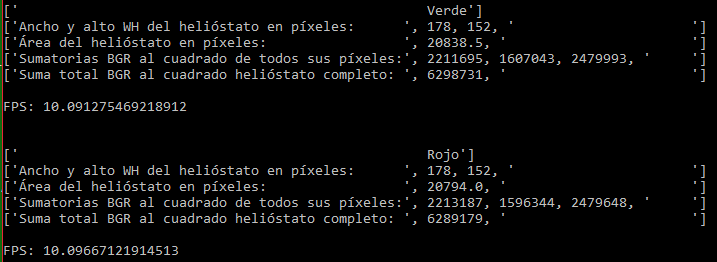 ['                                                  Verde']
['Ancho y alto WH del helióstato en píxeles:       ', 178, 152, '                          ']
['Área del helióstato en píxeles:                  ', 20838.5, '                           ']
['Sumatorias BGR al cuadrado de todos sus píxeles:', 2211695, 1607043, 2479993, '      ']
['Suma total BGR al cuadrado helióstato completo: ', 6298731, '                           ']
FPS: 10.091275469218912
['                                                  Rojo']
['Ancho y alto WH del helióstato en píxeles:       ', 178, 152, '                          ']
['Área del helióstato en píxeles:                  ', 20794.0, '                           ']
['Sumatorias BGR al cuadrado de todos sus píxeles:', 2213187, 1596344, 2479648, '      ']
['Suma total BGR al cuadrado helióstato completo: ', 6289179, '                           ']
FPS: 10.09667121914513